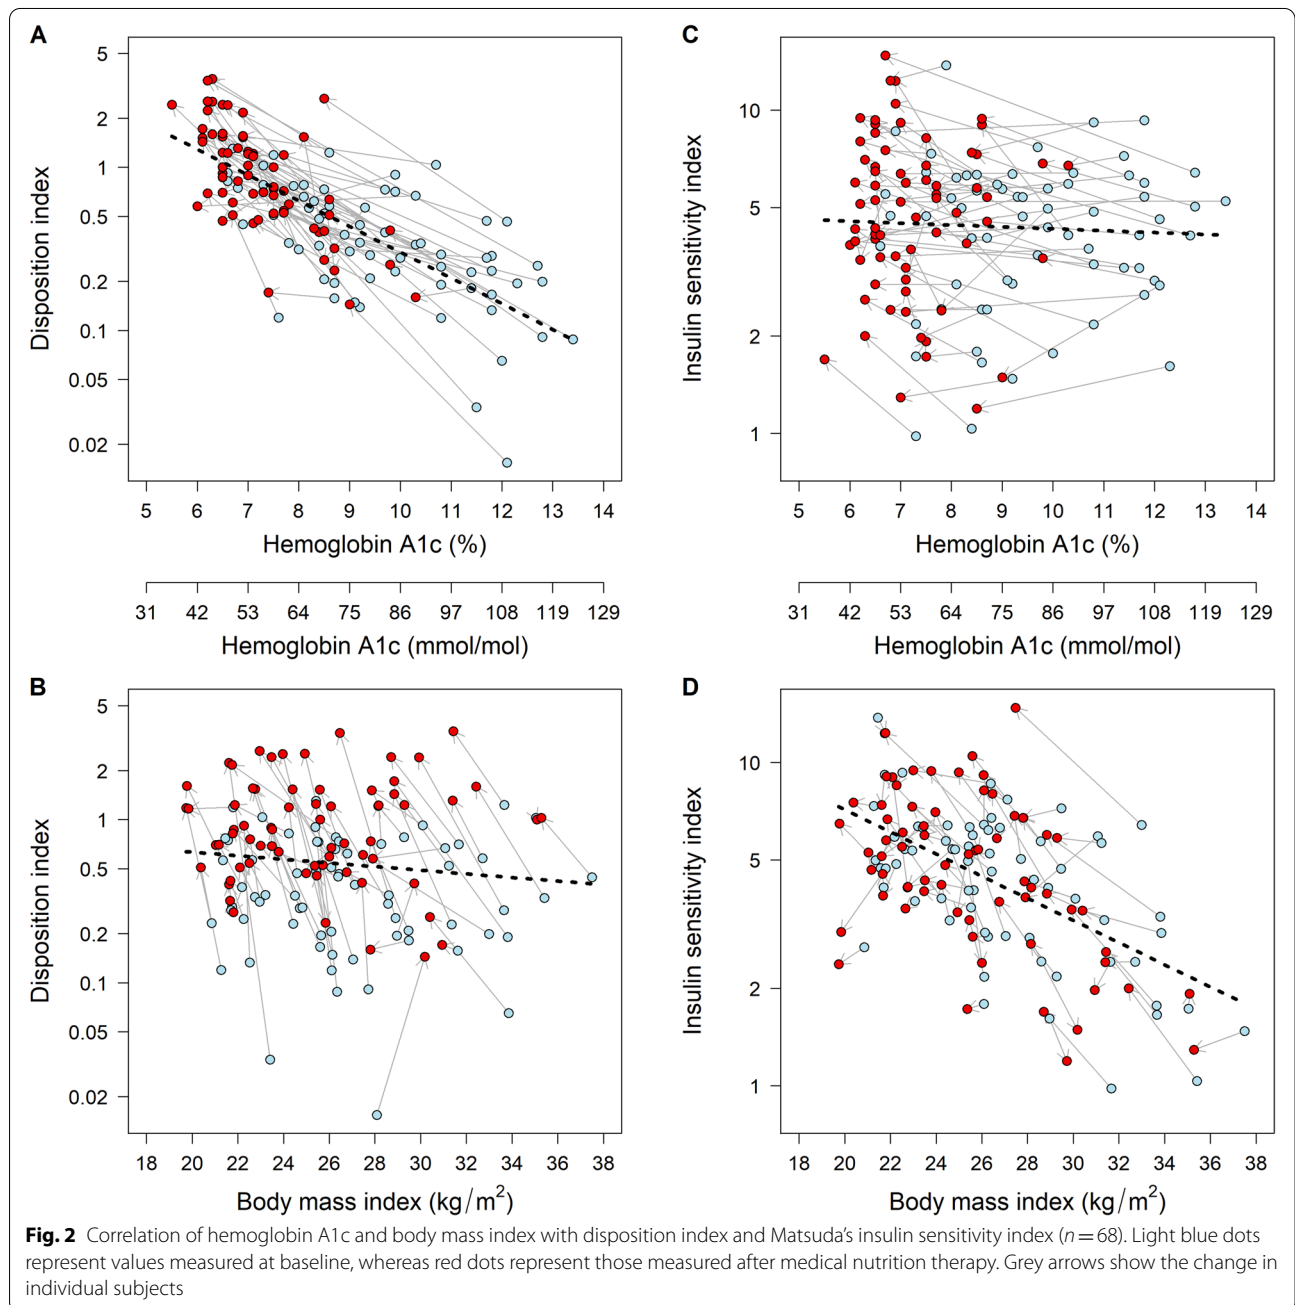 A
5
2
1
0.5
0.2
0.1
0.05
0.02
Disposition index
5 6 7 8 9 10 11 12 13 14
Hemoglobin A1c (%)
31 42 53 64 75 86 97 108 119 129
Hemoglobin A1c (mmol/mol)
C
10
5
2
1
Insulin sensitivity index
5 6 7 8 9 10 11 12 13 14
Hemoglobin A1c (%)
31 42 53 64 75 86 97 108 119 129
Hemoglobin A1c (mmol/mol)
B
5
2
1
0.5
0.2
0.1
0.05
0.02
Disposition index
18 20 22 24 26 28 30 32 34 36 38
Body mass index (kg/m²)
D
10
5
2
1
Insulin sensitivity index
18 20 22 24 26 28 30 32 34 36 38
Body mass index (kg/m²)
Fig. 2 Correlation of hemoglobin A1c and body mass index with disposition index and Matsuda's insulin sensitivity index (n = 68). Light blue dots
represent values measured at baseline, whereas red dots represent those measured after medical nutrition therapy. Grey arrows show the change in
individual subjects